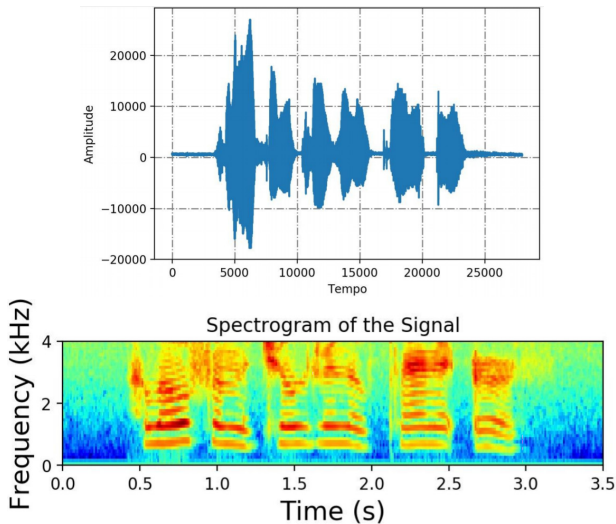 20000
10000
0
−10000
−20000
Amplitude
0 5000 10000 15000 20000 25000
Tempo
Spectrogram of the Signal
Frequency (kHz)
4
2
0
0.0 0.5 1.0 1.5 2.0 2.5 3.0 3.5
Time (s)